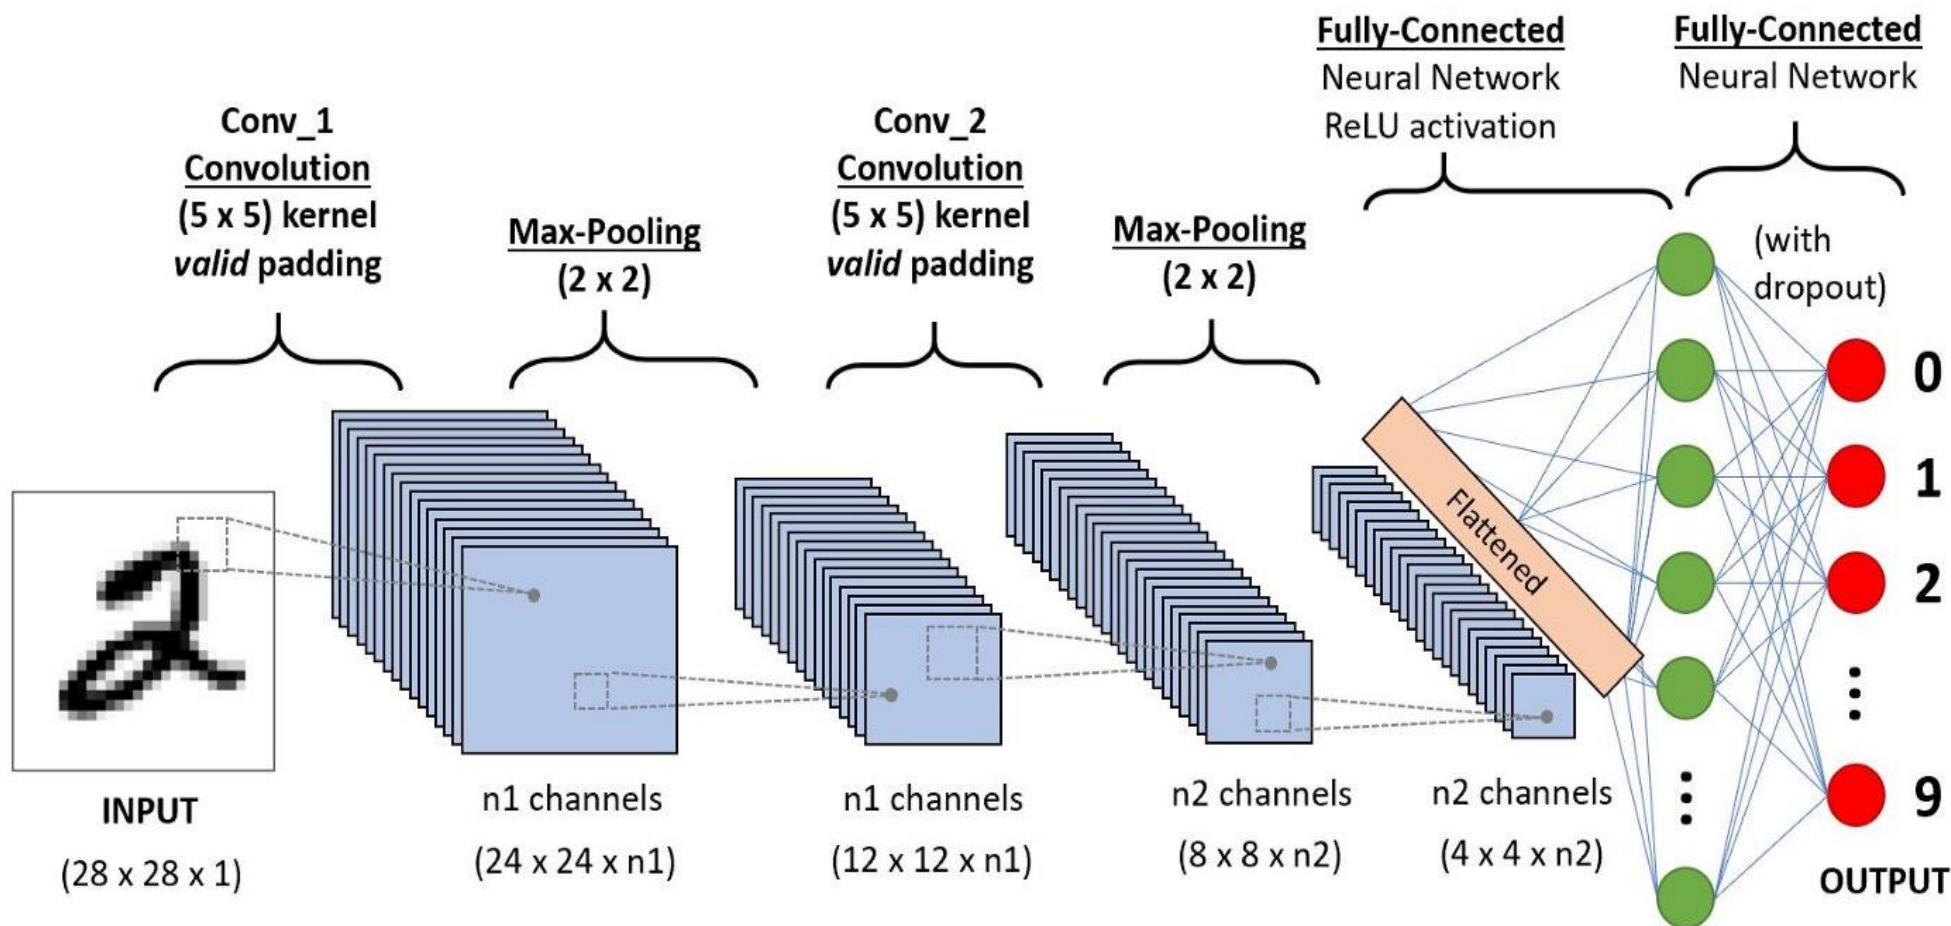 Conv_1
Convolution
(5 x 5) kernel
valid padding
Max-Pooling
(2 x 2)
Conv_2
Convolution
(5 x 5) kernel
valid padding
Max-Pooling
(2 x 2)
Fully-Connected
Neural Network
ReLU activation
Fully-Connected
Neural Network
(with
dropout)
Flattened
0
1
2
9
OUTPUT
2
INPUT
(28 x 28 x 1)
n1 channels
(24 x 24 x n1)
n1 channels
(12 x 12 x n1)
n2 channels
(8 x 8 x n2)
n2 channels
(4 x 4 x n2)